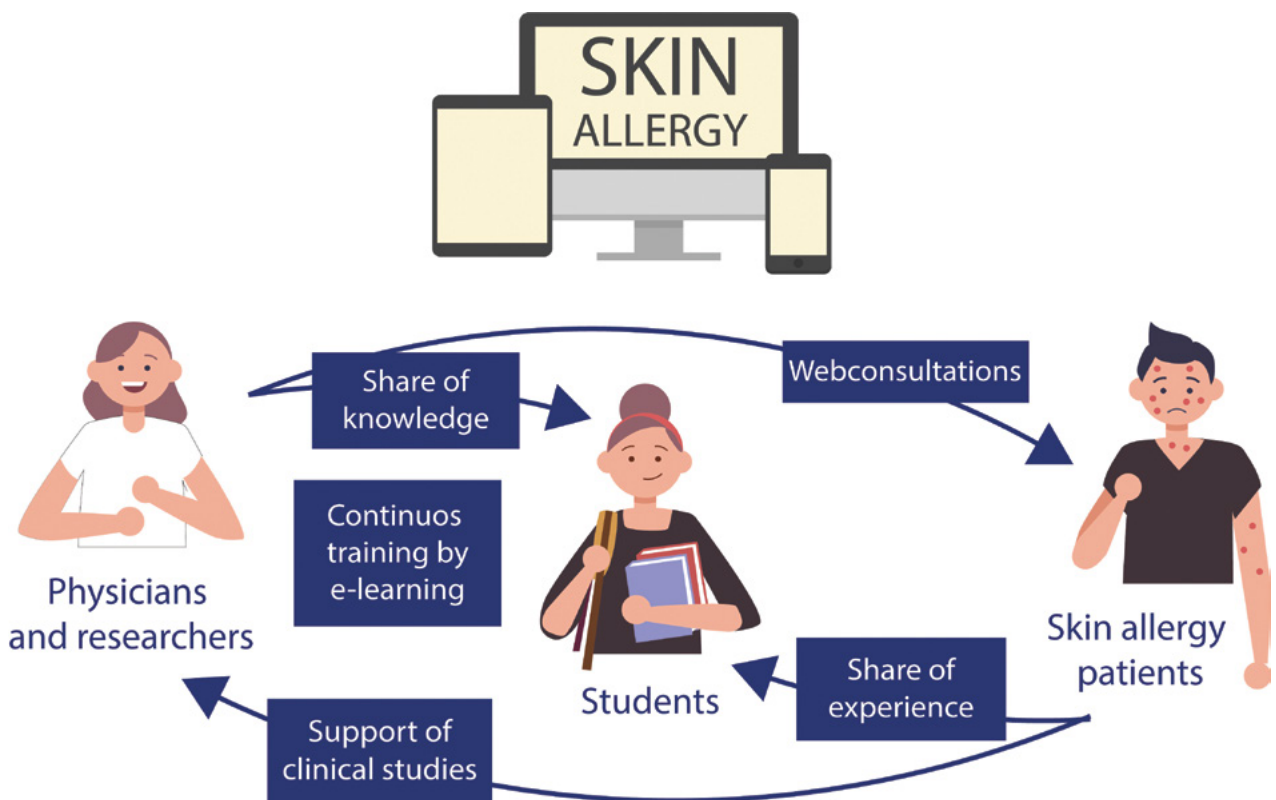 SKIN
ALLERGY
Share of
knowledge
Webconsultations
Continuos
training by
e-learning
Physicians
and researchers
Students
Skin allergy
patients
Share of
experience
Support of
clinical studies